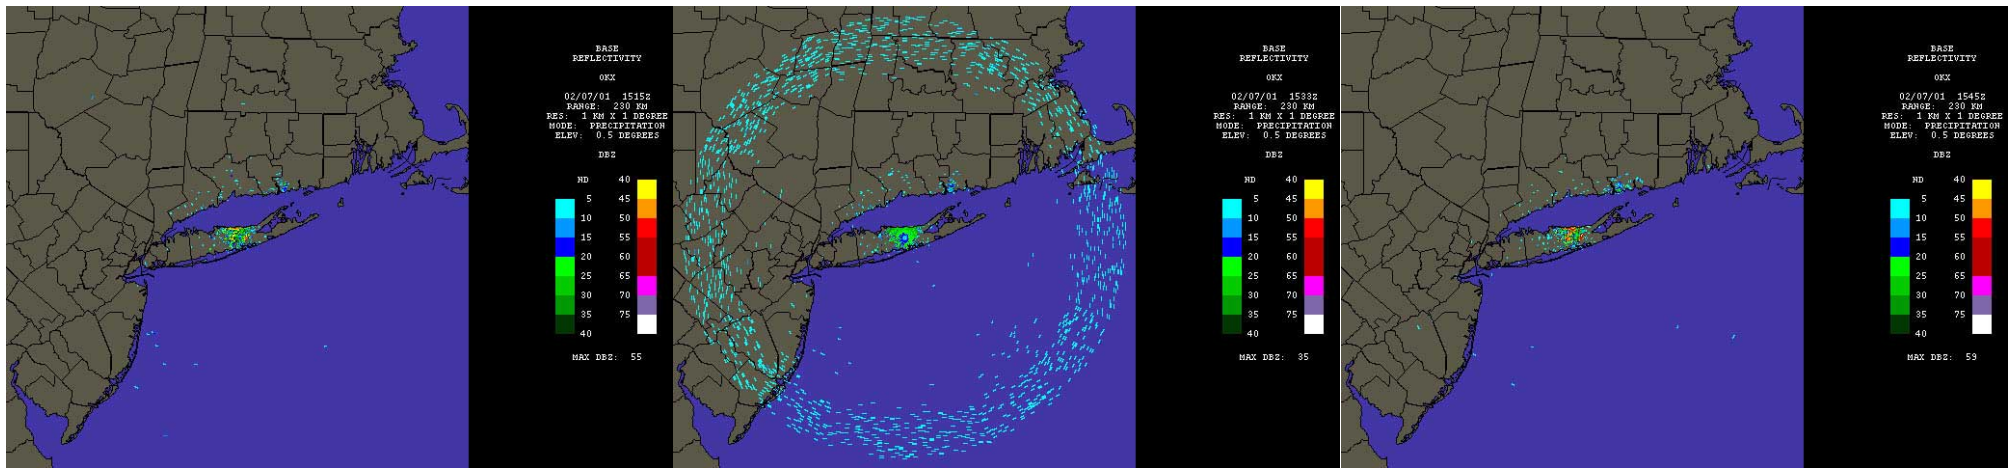 BASE
REFLECTIVITY
OKX
02/07/01 1515Z
RANGE: 230 KM
RES: 1 KM X 1 DEGREE
MODE: PRECIPITATION
ELEV: 0.5 DEGREES
DBZ
ND 40
5 45
10 50
15 55
20 60
25 65
30 70
35 75
40
MAX DBZ: 55
BASE
REFLECTIVITY
OKX
02/07/01 1533Z
RANGE: 230 KM
RES: 1 KM X 1 DEGREE
MODE: PRECIPITATION
ELEV: 0.5 DEGREES
DBZ
ND 40
5 45
10 50
15 55
20 60
25 65
30 70
35 75
40
MAX DBZ: 35
BASE
REFLECTIVITY
OKX
02/07/01 1545Z
RANGE: 230 KM
RES: 1 KM X 1 DEGREE
MODE: PRECIPITATION
ELEV: 0.5 DEGREES
DBZ
ND 40
5 45
10 50
15 55
20 60
25 65
30 70
35 75
40
MAX DBZ: 59